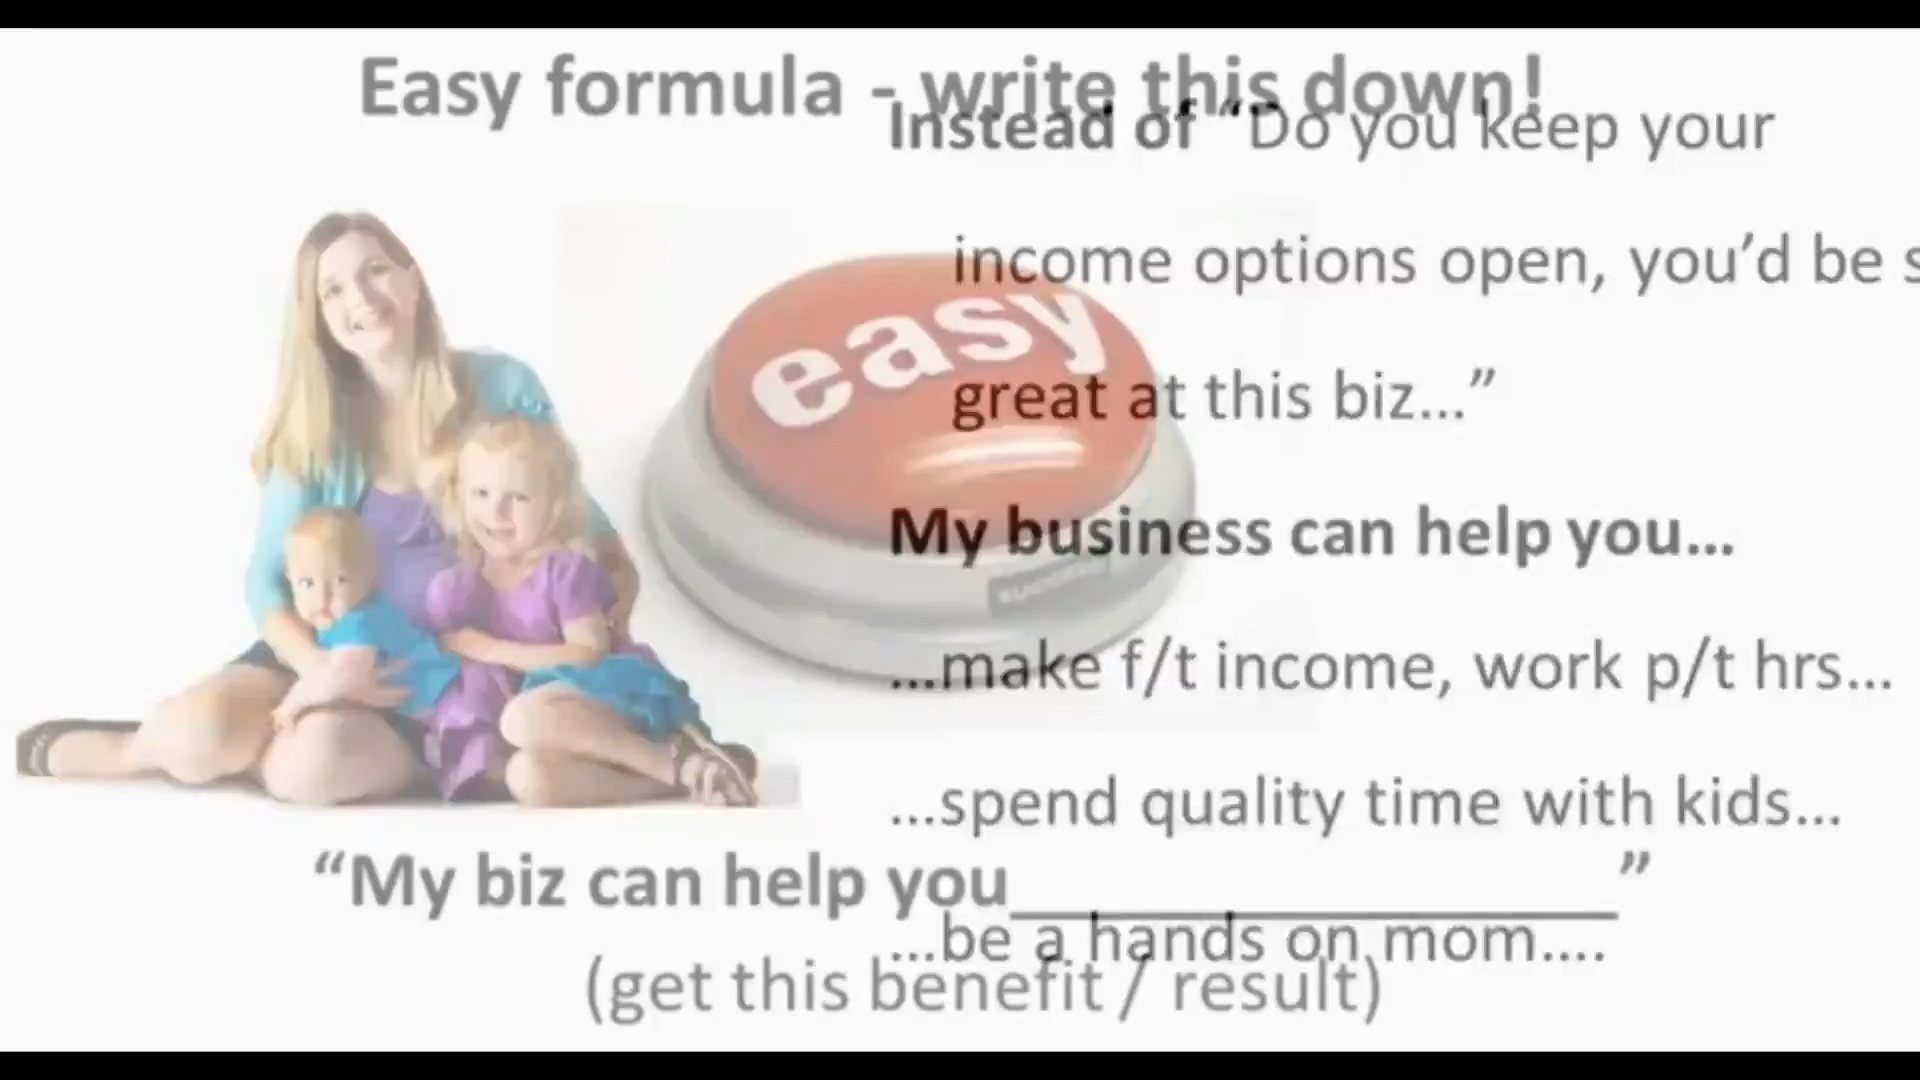 Easy formula - write this down!
Instead of “Do you keep your
income options open, you’d be s
great at this biz...”
easy
My business can help you...
...make f/t income, work p/t hrs...
...spend quality time with kids...
“My biz can help you_______________”
...be a hands on mom....
(get this benefit / result)